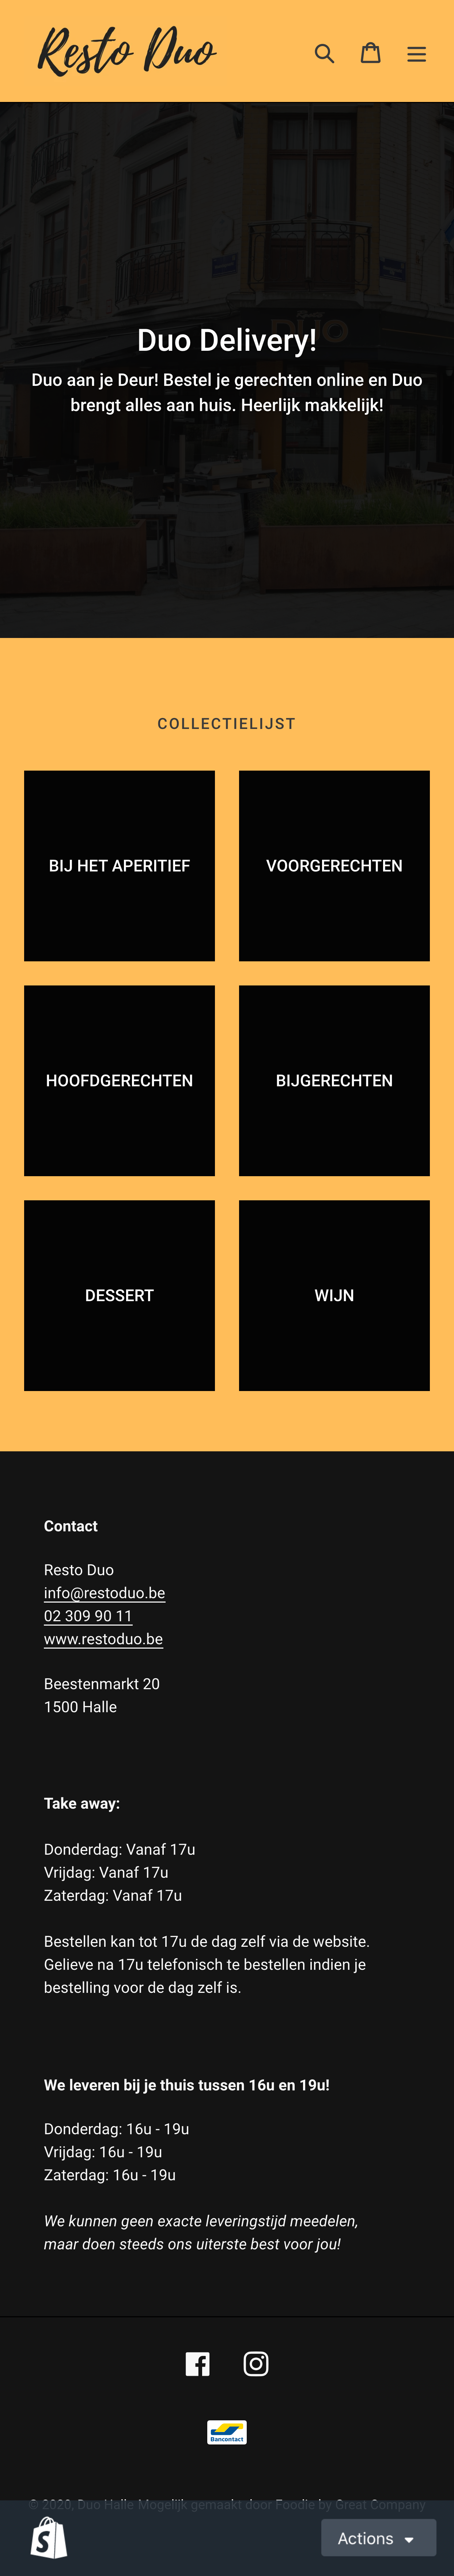 Resto Duo
DUO
Duo Delivery!
Duo aan je Deur! Bestel je gerechten online en Duo
brengt alles aan huis. Heerlijk makkelijk!
COLLECTIELIJST
BIJ HET APERITIEF
VOORGERECHTEN
HOOFDGERECHTEN
BIJGERECHTEN
DESSERT
WIJN
Contact
Resto Duo
info@restoduo.be
02 309 90 11
www.restoduo.be
Beestenmarkt 20
1500 Halle
Take away:
Donderdag: Vanaf 17u
Vrijdag: Vanaf 17u
Zaterdag: Vanaf 17u
Bestellen kan tot 17u de dag zelf via de website.
Gelieve na 17u telefonisch te bestellen indien je
bestelling voor de dag zelf is.
We leveren bij je thuis tussen 16u en 19u!
Donderdag: 16u - 19u
Vrijdag: 16u - 19u
Zaterdag: 16u - 19u
We kunnen geen exacte leveringstijd meedelen,
maar doen steeds ons uiterste best voor jou!
Bancontact
© 2020, Duo Halle Mogelijk gemaakt door Foodie by Great Company
Actions